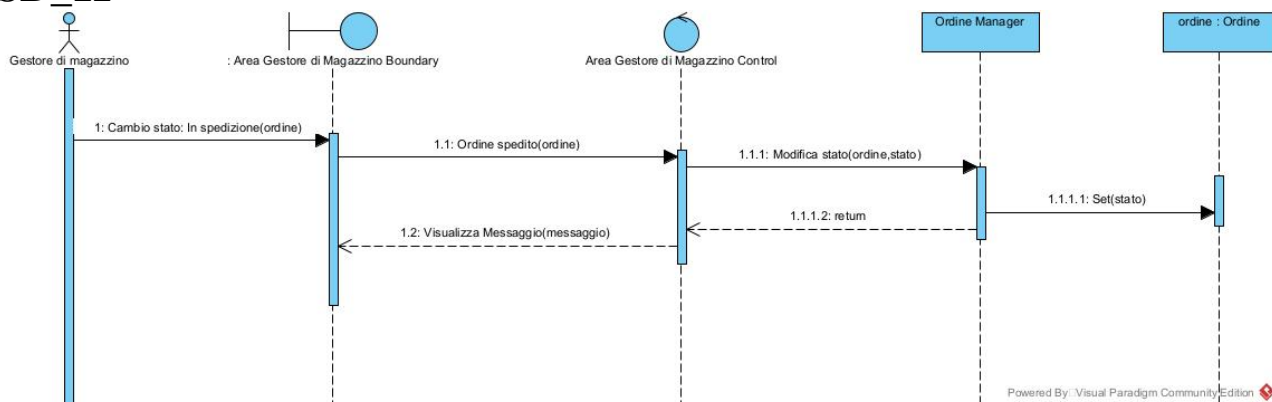 Gestore di magazzino
: Area Gestore di Magazzino Boundary
Area Gestore di Magazzino Control
Ordine Manager
ordine : Ordine
1: Cambio stato: In spedizione(ordine)
1.1: Ordine spedito(ordine)
1.1.1: Modifica stato(ordine,stato)
1.1.1.1: Set(stato)
1.1.1.2: return
1.2: Visualizza Messaggio(messaggio)
Powered By Visual Paradigm Community Edition